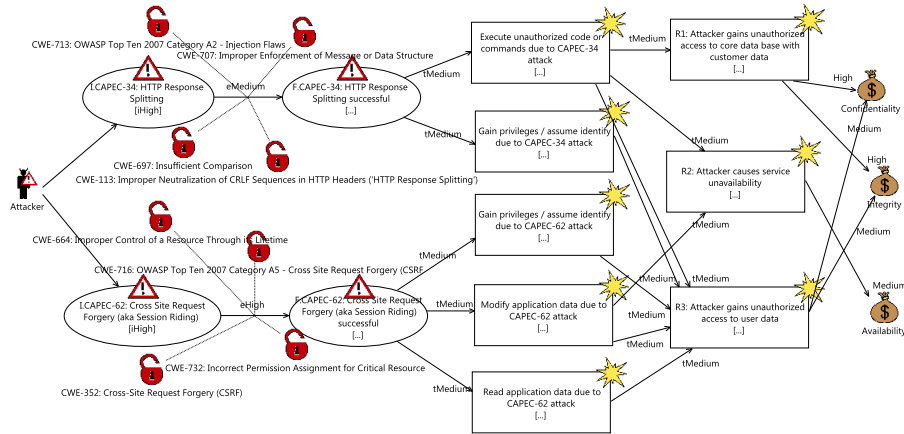 CWE-713: OWASP Top Ten 2007 Category A2 - Injection Flaws
CWE-707: Improper Enforcement of Message or Data Structure
I.CAPEC-34: HTTP Response
Splitting
[iHigh]
eMedium
F.CAPEC-34: HTTP Response
Splitting successful
[...]
CWE-697: Insufficient Comparison
CWE-113: Improper Neutralization of CRLF Sequences in HTTP Headers ('HTTP Response Splitting')
Attacker
CWE-664: Improper Control of a Resource Through its Lifetime
CWE-716: OWASP Top Ten 2007 Category A5 - Cross Site Request Forgery (CSRF
I.CAPEC-62: Cross Site Request
Forgery (aka Session Riding)
[iHigh]
eHigh
F.CAPEC-62: Cross Site Request
Forgery (aka Session Riding)
successful
[...]
CWE-732: Incorrect Permission Assignment for Critical Resource
CWE-352: Cross-Site Request Forgery (CSRF)
tMedium
tMedium
tMedium
tMedium
tMedium
Execute unauthorized code or
commands due to CAPEC-34
attack
[...]
Gain privileges / assume identify
due to CAPEC-34 attack
[...]
Gain privileges / assume identify
due to CAPEC-62 attack
[...]
Modify application data due to
CAPEC-62 attack
[...]
Read application data due to
CAPEC-62 attack
[...]
tMedium
tMedium
tMedium
tMedium
tMedium
tMedium
tMedium
tMedium
tMedium
R1: Attacker gains unauthorized
access to core data base with
customer data
[...]
R2: Attacker causes service
unavailability
[...]
R3: Attacker gains unauthorized
access to user data
[...]
High
Confidentiality
Medium
High
Integrity
Medium
Medium
Availability